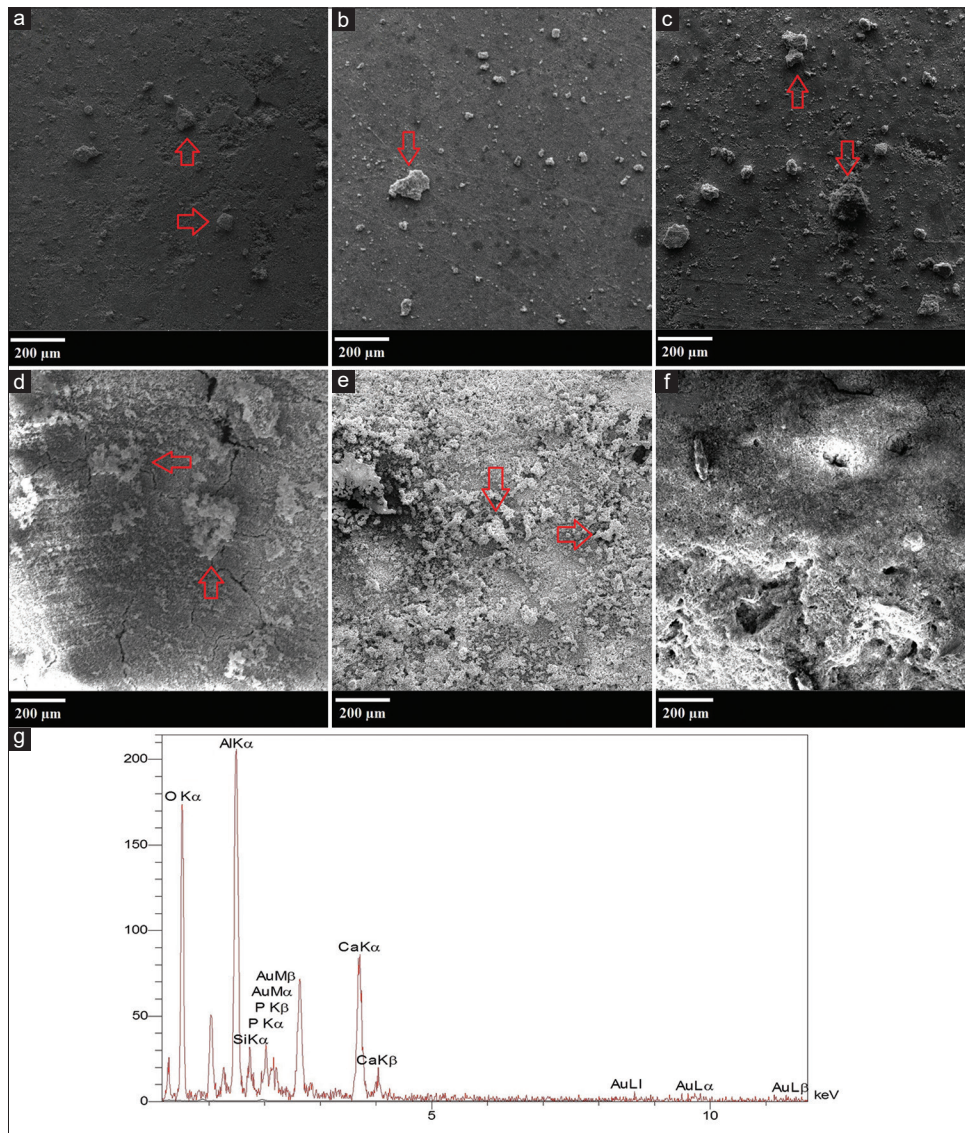 a
b
c
200 µm
200 µm
200 µm
d
e
f
200 µm
200 µm
200 µm
g
AlKα
200
O Kα
150
100
CaKα
AuMβ
AuMα
P Kβ
P Kα
50
SiKα
CaKβ
0
AuLl
AuLα
AuLβ
keV
5
10